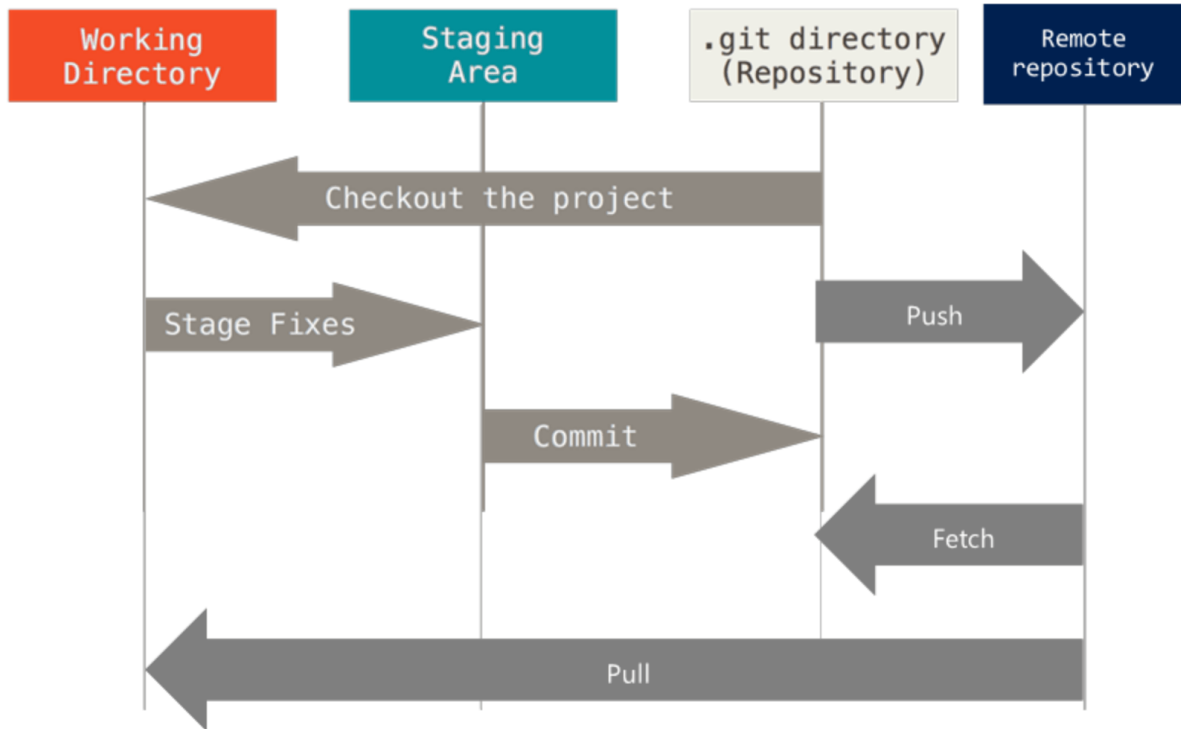 Working
Directory
Staging
Area
.git directory
(Repository)
Remote
repository
Checkout the project
Stage Fixes
Push
Commit
Fetch
Pull